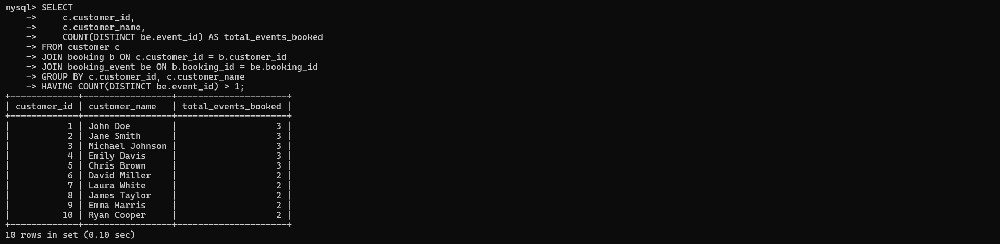 mysql> SELECT
    ->     c.customer_id,
    ->     c.customer_name,
    ->     COUNT(DISTINCT be.event_id) AS total_events_booked
    -> FROM customer c
    -> JOIN booking b ON c.customer_id = b.customer_id
    -> JOIN booking_event be ON b.booking_id = be.booking_id
    -> GROUP BY c.customer_id, c.customer_name
    -> HAVING COUNT(DISTINCT be.event_id) > 1;
+-------------+-----------------+---------------------+
| customer_id | customer_name   | total_events_booked |
+-------------+-----------------+---------------------+
|           1 | John Doe        |                   3 |
|           2 | Jane Smith      |                   3 |
|           3 | Michael Johnson |                   3 |
|           4 | Emily Davis     |                   3 |
|           5 | Chris Brown     |                   3 |
|           6 | David Miller    |                   2 |
|           7 | Laura White     |                   2 |
|           8 | James Taylor    |                   2 |
|           9 | Emma Harris     |                   2 |
|          10 | Ryan Cooper     |                   2 |
+-------------+-----------------+---------------------+
10 rows in set (0.10 sec)